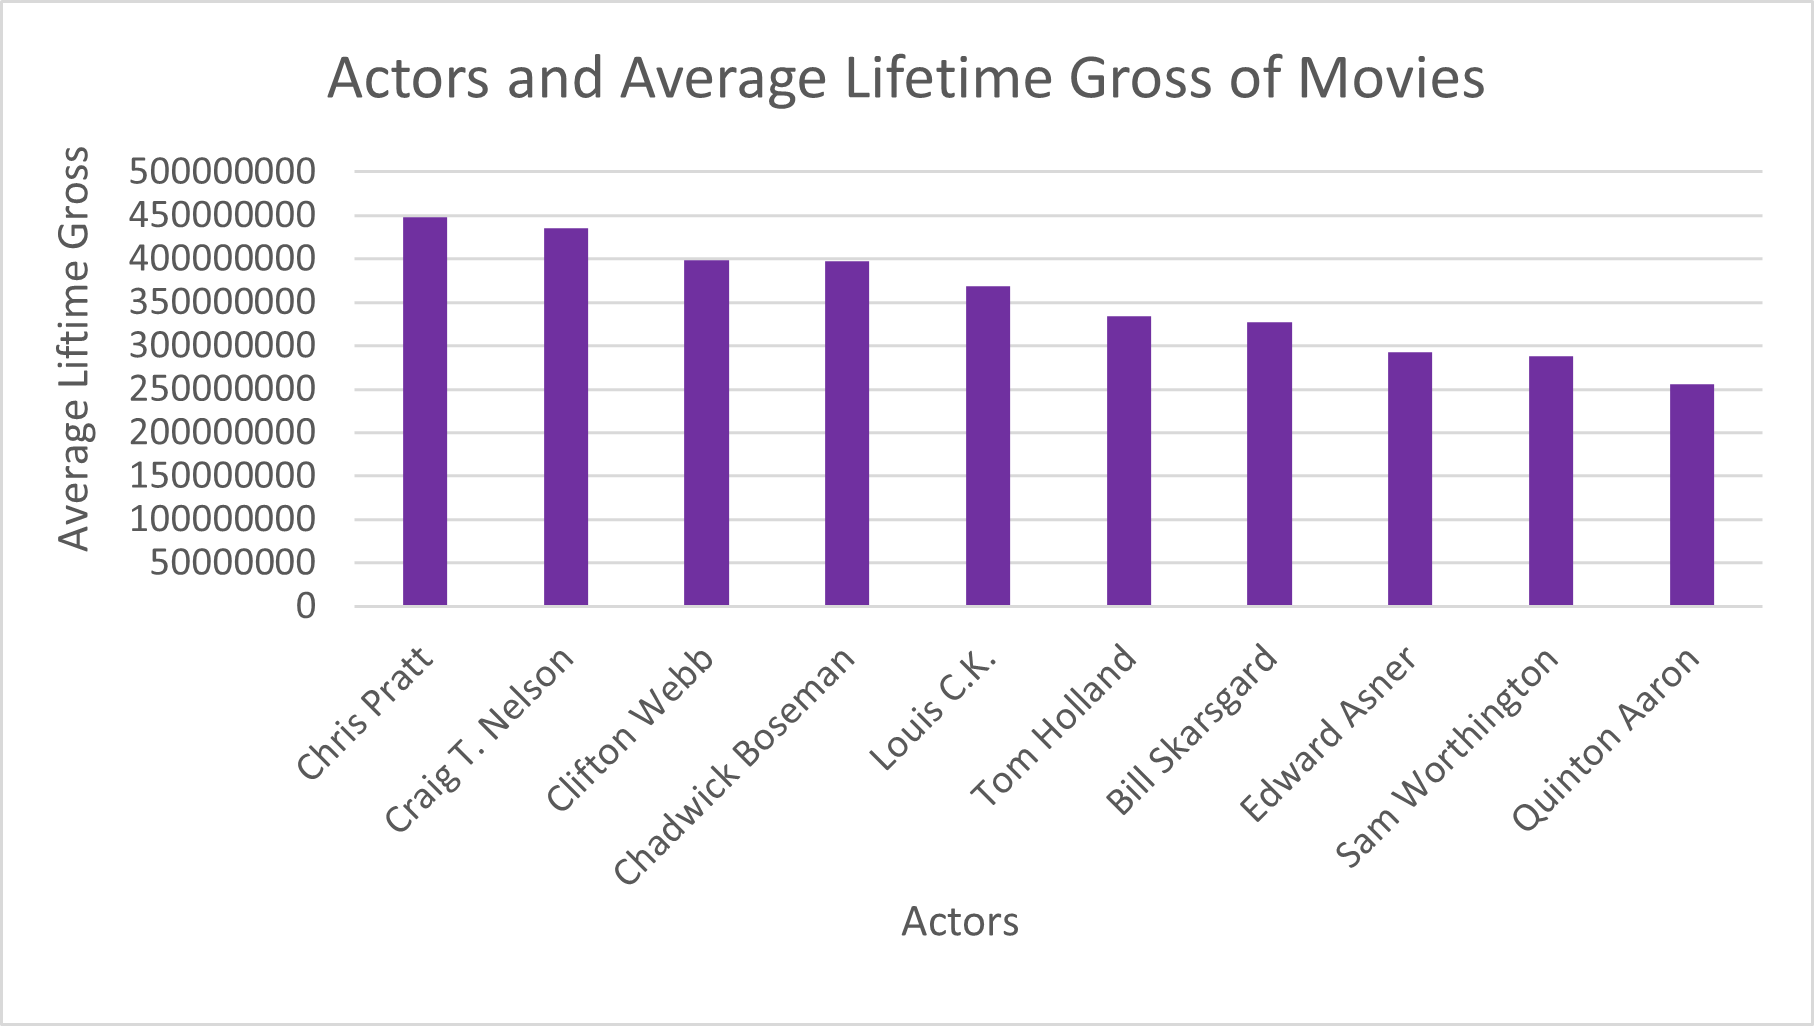 Actors and Average Lifetime Gross of Movies
Average Liftime Gross
500000000
450000000
400000000
350000000
300000000
250000000
200000000
150000000
100000000
50000000
0
Chris Pratt
Craig T. Nelson
Clifton Webb
Chadwick Boseman
Louis C.K.
Tom Holland
Bill Skarsgard
Edward Asner
Sam Worthington
Quinton Aaron
Actors